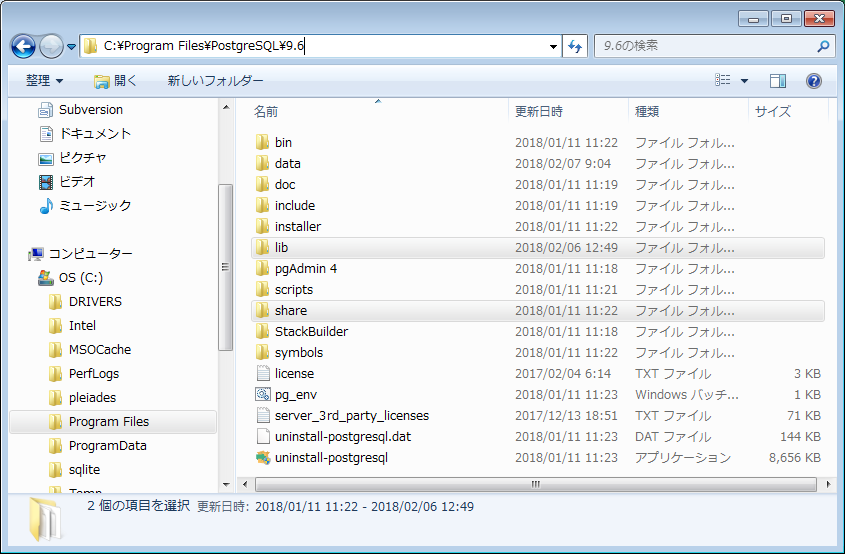 C:¥Program Files¥PostgreSQL¥9.6
9.6の検索
整理 開く 新しいフォルダー
Subversion
ドキュメント
ピクチャ
ビデオ
ミュージック
コンピューター
OS (C:)
DRIVERS
Intel
MSOCache
PerfLogs
pleiades
Program Files
ProgramData
sqlite
Temp
名前 更新日時 種類 サイズ
bin 2018/01/11 11:22 ファイル フォル...
data 2018/02/07 9:04 ファイル フォル...
doc 2018/01/11 11:19 ファイル フォル...
include 2018/01/11 11:19 ファイル フォル...
installer 2018/01/11 11:22 ファイル フォル...
lib 2018/02/06 12:49 ファイル フォル...
pgAdmin 4 2018/01/11 11:18 ファイル フォル...
scripts 2018/01/11 11:21 ファイル フォル...
share 2018/01/11 11:22 ファイル フォル...
StackBuilder 2018/01/11 11:18 ファイル フォル...
symbols 2018/01/11 11:22 ファイル フォル...
license 2017/02/04 6:14 TXT ファイル 3 KB
pg_env 2018/01/11 11:23 Windows バッチ... 1 KB
server_3rd_party_licenses 2017/12/13 18:51 TXT ファイル 71 KB
uninstall-postgresql.dat 2018/01/11 11:23 DAT ファイル 144 KB
uninstall-postgresql 2018/01/11 11:23 アプリケーション 8,656 KB
2 個の項目を選択 更新日時: 2018/01/11 11:22 - 2018/02/06 12:49